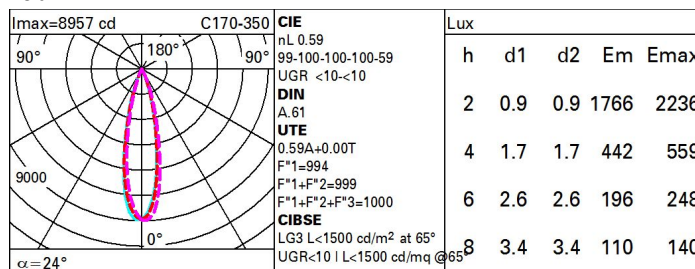 Imax=8957 cd C170-350
90° 180° 90°
9000
0°
α=24°
CIE
nL 0.59
99-100-100-100-59
UGR <10-<10
DIN
A.61
UTE
0.59A+0.00T
F"1=994
F"1+F"2=999
F"1+F"2+F"3=1000
CIBSE
LG3 L<1500 cd/m² at 65°
UGR<10 | L<1500 cd/mq @65°
Lux
h d1 d2 Em Emax
2 0.9 0.9 1766 2236
4 1.7 1.7 442 559
6 2.6 2.6 196 248
8 3.4 3.4 110 140